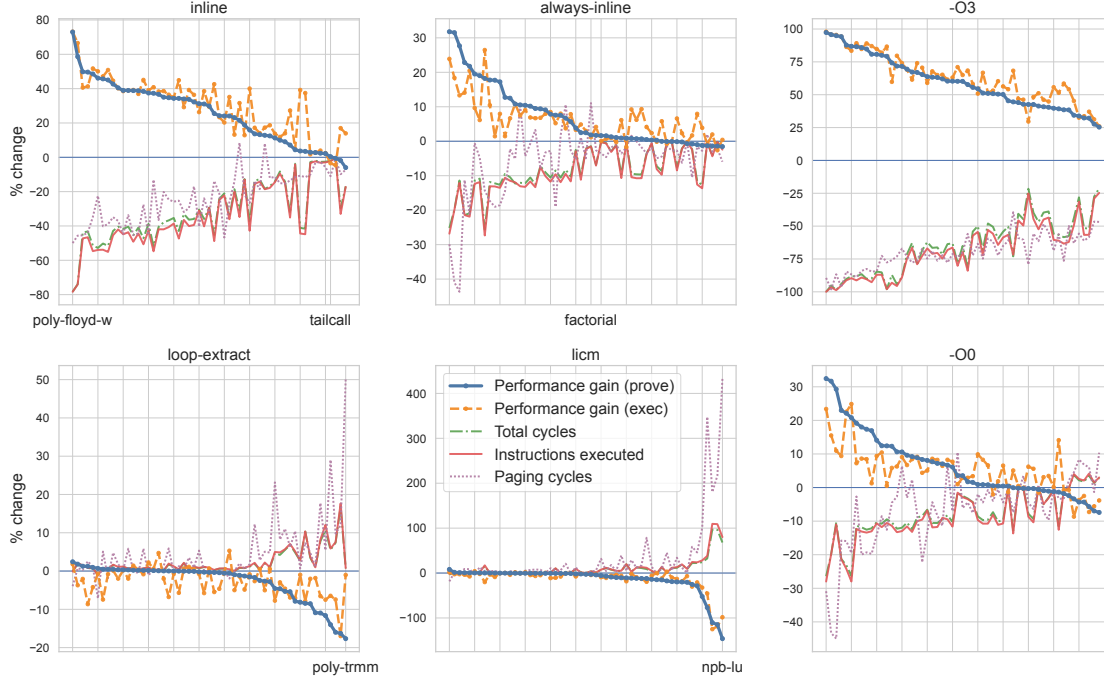 inline
always-inline
-O3
% change
80
60
40
20
0
−20
−40
−60
−80
30
20
10
0
−10
−20
−30
−40
100
75
50
25
0
−25
−50
−75
−100
poly-floyd-w
tailcall
factorial
loop-extract
licm
-O0
% change
50
40
30
20
10
0
−10
−20
400
300
200
100
0
−100
Performance gain (prove)
Performance gain (exec)
Total cycles
Instructions executed
Paging cycles
30
20
10
0
−10
−20
−30
−40
poly-trmm
npb-lu